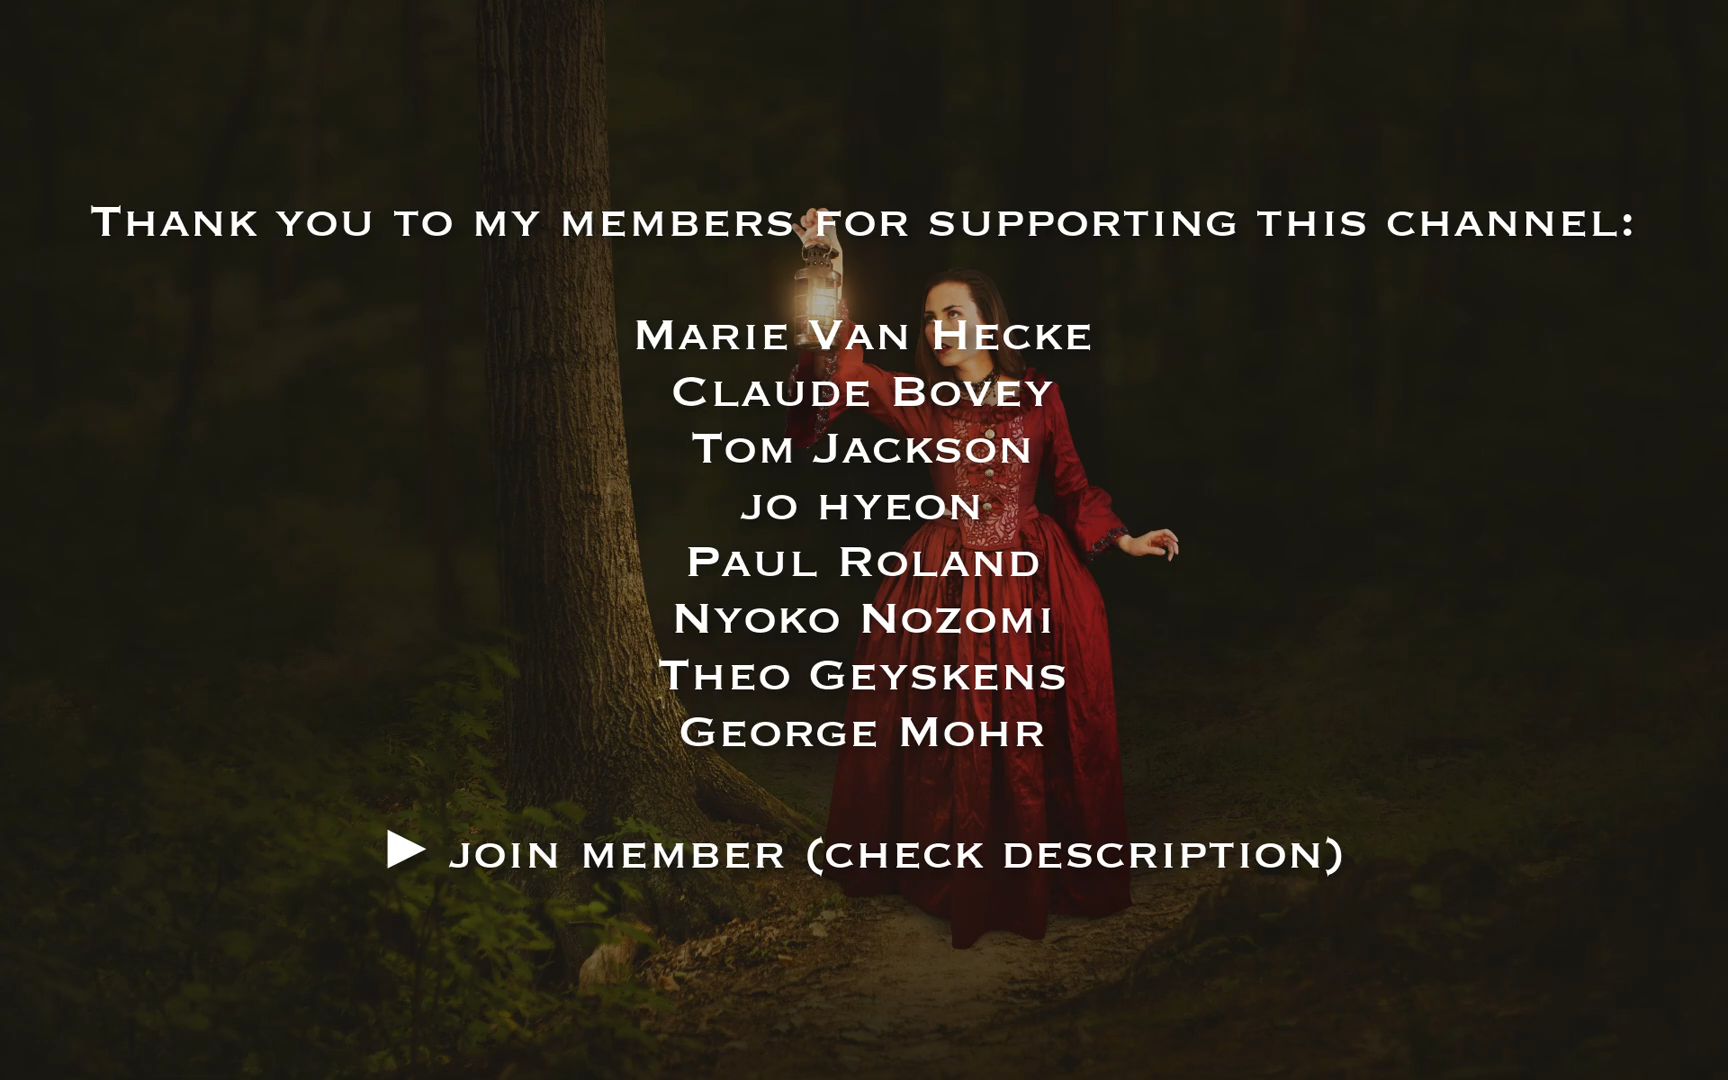 Thank you to my members for supporting this channel:
Marie Van Hecke
Claude Bovey
Tom Jackson
jo hyeon
Paul Roland
Nyoko Nozomi
Theo Geyskens
George Mohr
▶ join member (check description)